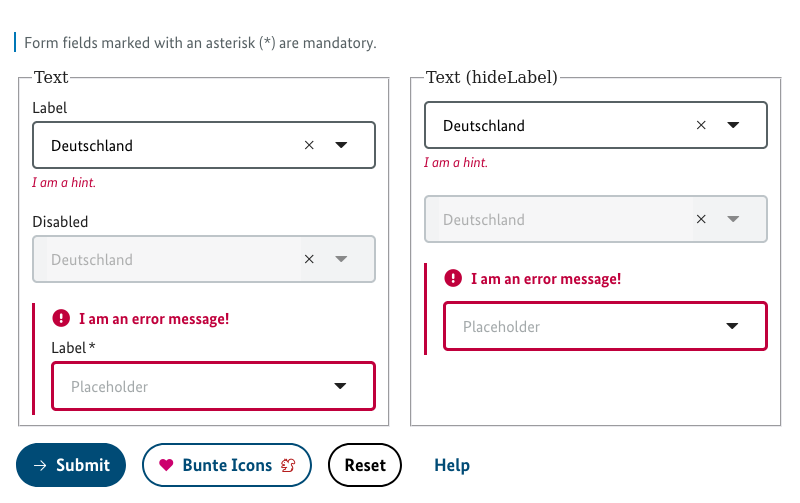 Form fields marked with an asterisk (*) are mandatory.
Text
Label
Deutschland
I am a hint.
Disabled
Deutschland
I am an error message!
Label *
Placeholder
Text (hideLabel)
Deutschland
I am a hint.
Deutschland
I am an error message!
Placeholder
Submit
Bunte Icons
Reset
Help